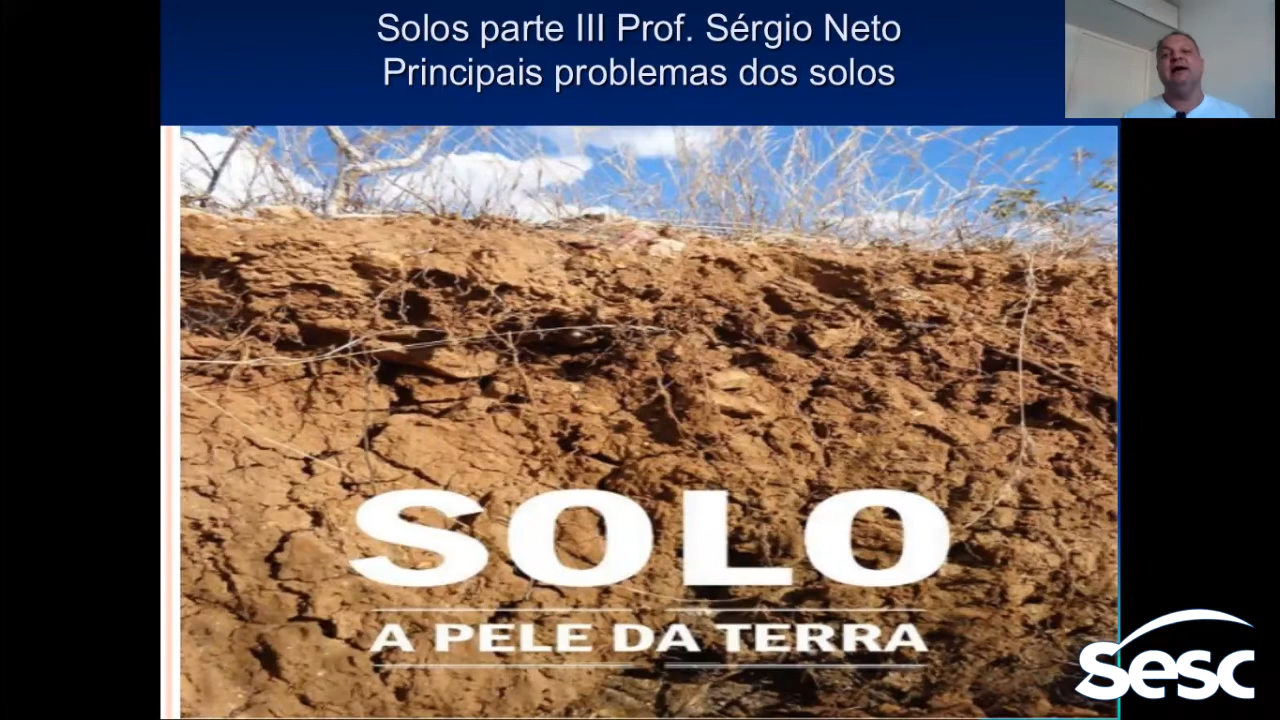 Solos parte III Prof. Sérgio Neto
Principais problemas dos solos
SOLO
A PELE DA TERRA
Sesc